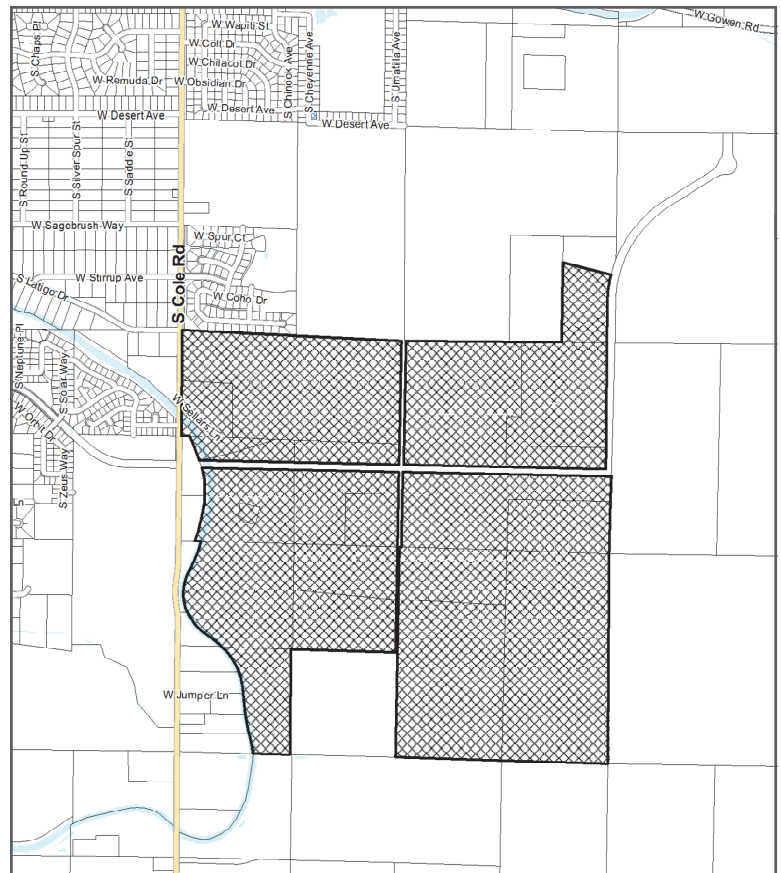 W Gowen Rd
W Wapiti St
W Colt Dr
S Chaps Pl
S Chinook Ave
S Cheyenne Ave
S Umatilla Ave
W Chilacot Dr
W Remuda Dr
W Obsidian Dr
W Desert Ave
W Desert Ave
W Desert Ave
S Round Up St
S Silver Spur St
S Saddle St
W Sagebrush Way
W Spur Ct
S Cole Rd
W Stirrup Ave
S Latigo Dr
W Coho Dr
S Neptune Pl
S Solar Way
W Sellars Ln
W Orbit Dr
S Zeus Way
Ln
W Jumper Ln